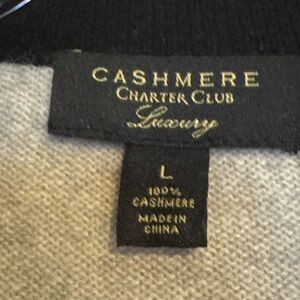 CASHMERE
CHARTER CLUB
Luxury
L
100%
CASHMERE
MADE IN
CHINA